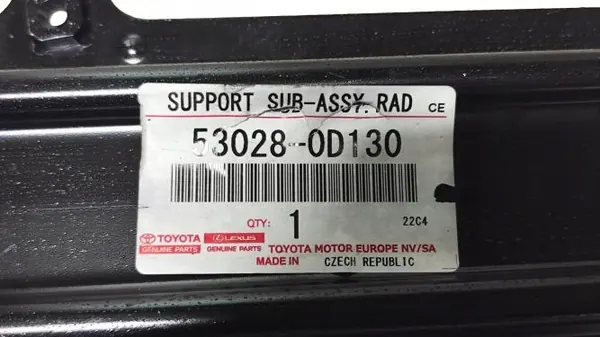 SUPPORT SUB-ASSY. RAD CE
53028-0D130
QTY: 1 22C4
TOYOTA LEXUS
GENUINE PARTS GENUINE PARTS TOYOTA MOTOR EUROPE NV/SA
MADE IN CZECH REPUBLIC